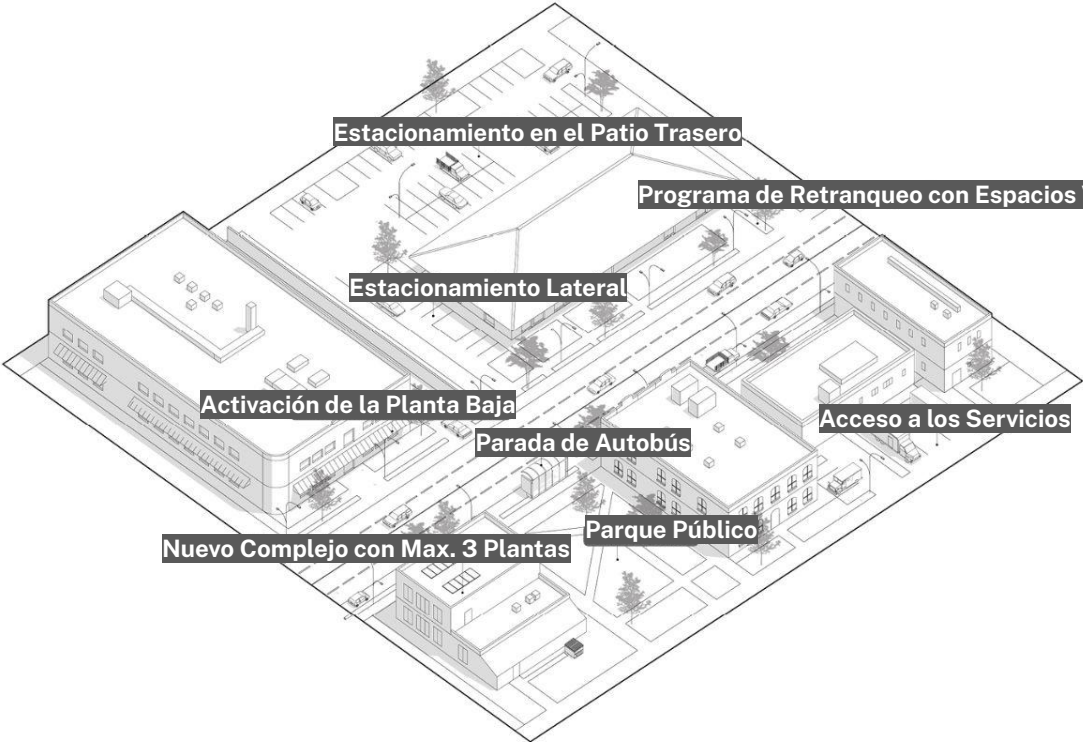 Estacionamiento en el Patio Trasero
Programa de Retranqueo con Espacios
Estacionamiento Lateral
Activación de la Planta Baja
Acceso a los Servicios
Parada de Autobús
Parque Público
Nuevo Complejo con Max. 3 Plantas